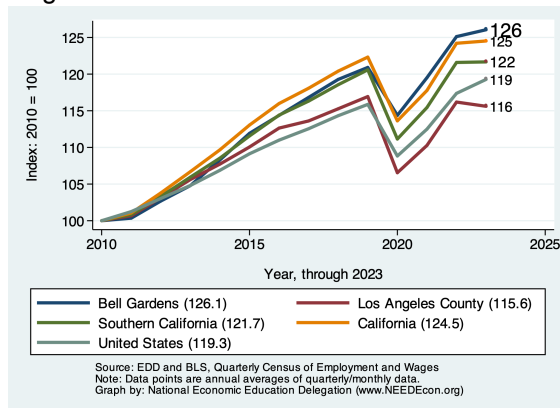 126
125
122
119
116
125
120
115
110
105
100
Index: 2010 = 100
2010 2015 2020 2025
Year, through 2023
Bell Gardens (126.1) Los Angeles County (115.6)
Southern California (121.7) California (124.5)
United States (119.3)
Source: EDD and BLS, Quarterly Census of Employment and Wages
Note: Data points are annual averages of quarterly/monthly data.
Graph by: National Economic Education Delegation (www.NEEDEcon.org)